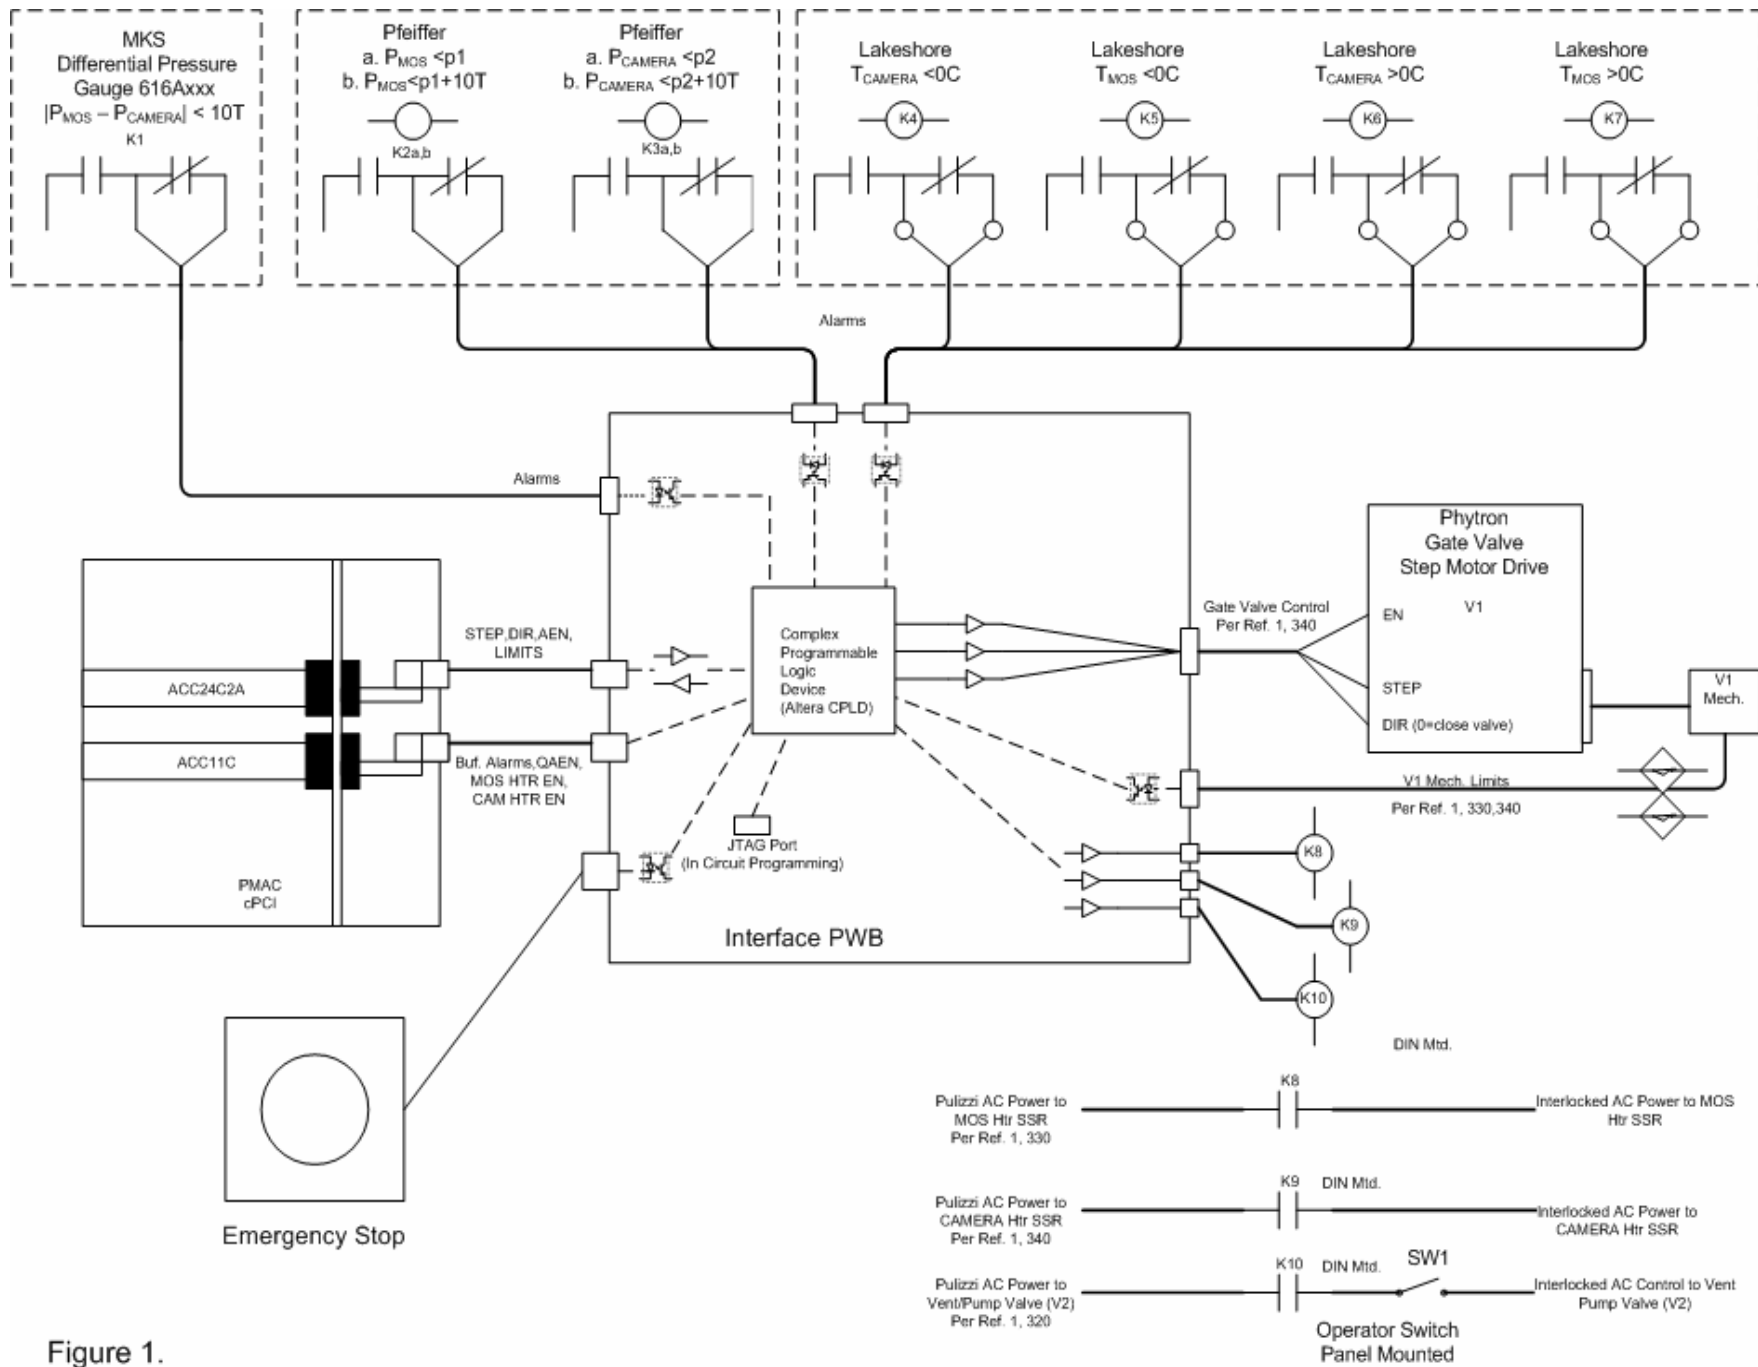 MKS
Differential Pressure
Gauge 616Axxx
|PMOS – PCAMERA| < 10T
K1
Pfeiffer
a. PMOS <p1
b. PMOS<p1+10T
K2a,b
Pfeiffer
a. PCAMERA <p2
b. PCAMERA <p2+10T
K3a,b
Lakeshore
TCAMERA <0C
K4
Lakeshore
TMOS <0C
K5
Lakeshore
TCAMERA >0C
K6
Lakeshore
TMOS >0C
K7
Alarms
Alarms
STEP,DIR,AEN,
LIMITS
ACC24C2A
ACC11C
Buf. Alarms,QAEN,
MOS HTR EN,
CAM HTR EN
PMAC
cPCI
Complex
Programmable
Logic
Device
(Altera CPLD)
JTAG Port
(In Circuit Programming)
Interface PWB
Gate Valve Control
Per Ref. 1, 340
Phytron
Gate Valve
Step Motor Drive
EN
V1
STEP
DIR (0=close valve)
V1
Mech.
V1 Mech. Limits
Per Ref. 1, 330,340
K8
K9
K10
Emergency Stop
DIN Mtd.
K8
Pulizzi AC Power to
MOS Htr SSR
Per Ref. 1, 330
Interlocked AC Power to MOS
Htr SSR
K9
DIN Mtd.
Pulizzi AC Power to
CAMERA Htr SSR
Per Ref. 1, 340
Interlocked AC Power to
CAMERA Htr SSR
K10
DIN Mtd.
SW1
Pulizzi AC Power to
Vent/Pump Valve (V2)
Per Ref. 1, 320
Interlocked AC Control to Vent
Pump Valve (V2)
Operator Switch
Panel Mounted
Figure 1.